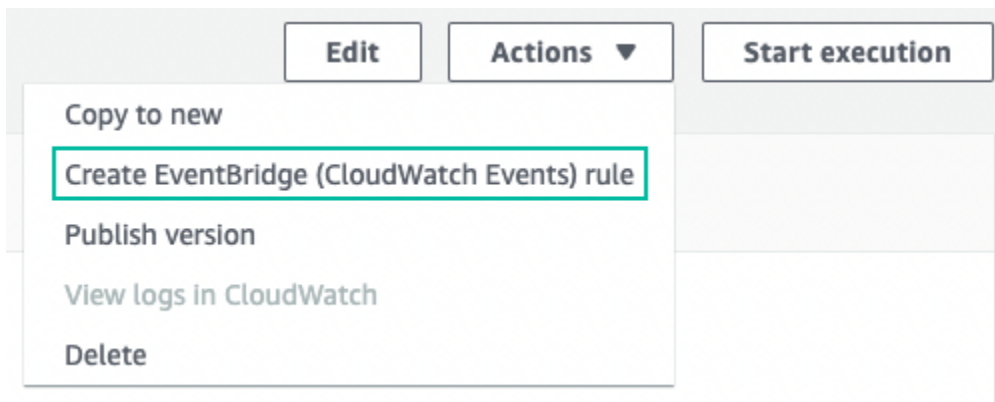 Edit
Actions
Start execution
Copy to new
Create EventBridge (CloudWatch Events) rule
Publish version
View logs in CloudWatch
Delete